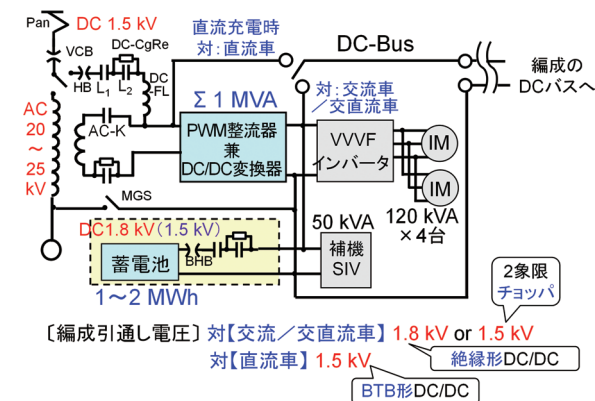 Pan
DC 1.5 kV
VCB
DC-CgRe
HB
L1
L2
DC
-FL
直流充電時
対:直流車
DC-Bus
編成の
DCバスへ
対:交流車
/交直流車
AC
20
~
25
kV
AC-K
Σ 1 MVA
PWM整流器
兼
DC/DC変換器
VVVF
インバータ
IM
IM
120 kVA
×4台
MGS
DC1.8 kV(1.5 kV)
蓄電池
BHB
50 kVA
補機
SIV
1~2 MWh
2象限
チョッパ
〔編成引通し電圧〕 対【交流/交直流車】 1.8 kV or 1.5 kV
絶縁形DC/DC
対【直流車】 1.5 kV
BTB形DC/DC